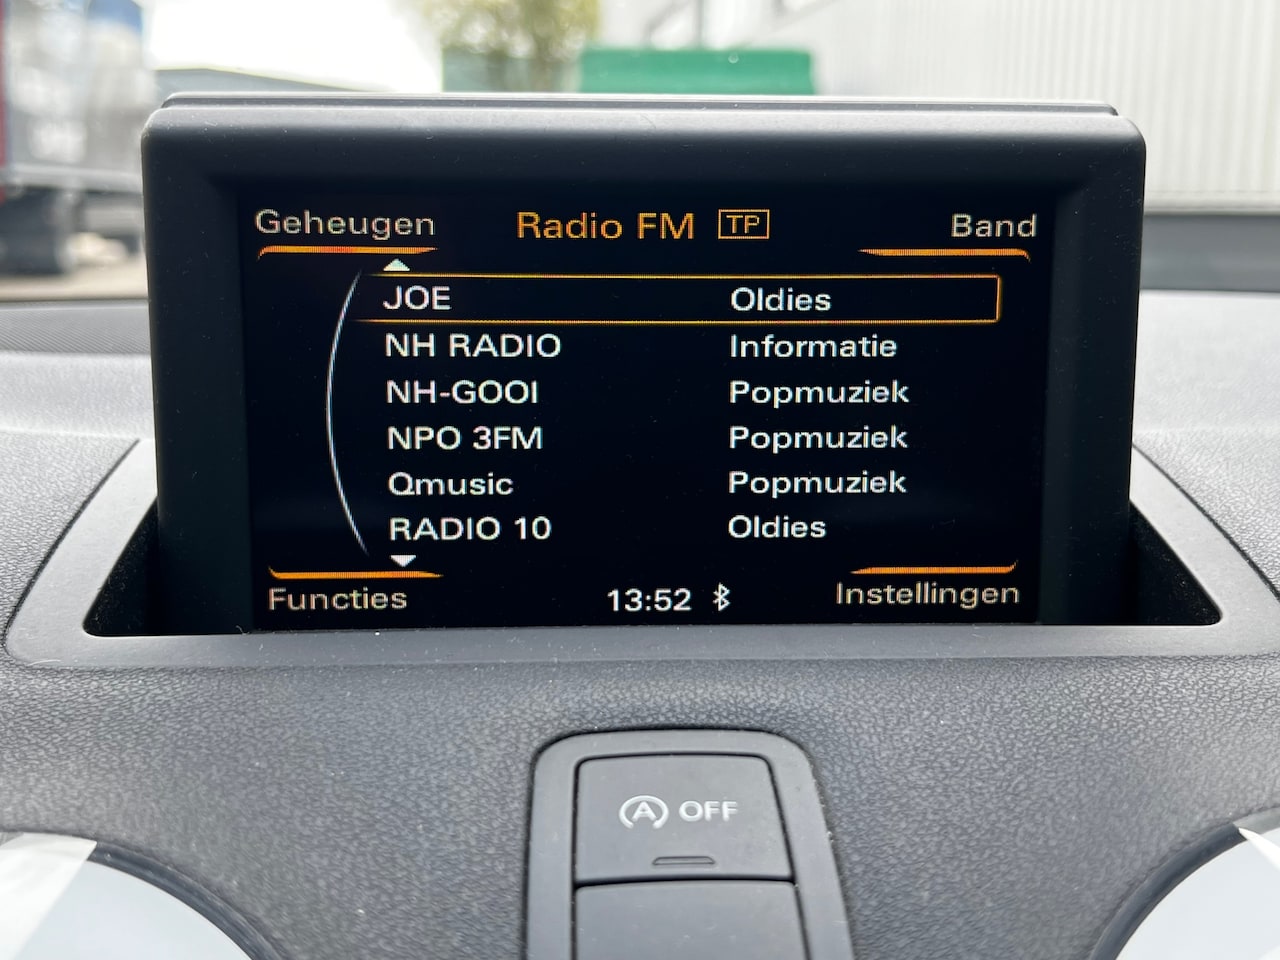 Geheugen Radio FM TP Band
JOE Oldies
NH RADIO Informatie
NH-GOOI Popmuziek
NPO 3FM Popmuziek
Qmusic Popmuziek
RADIO 10 Oldies
Functies 13:52 Instellingen
A OFF